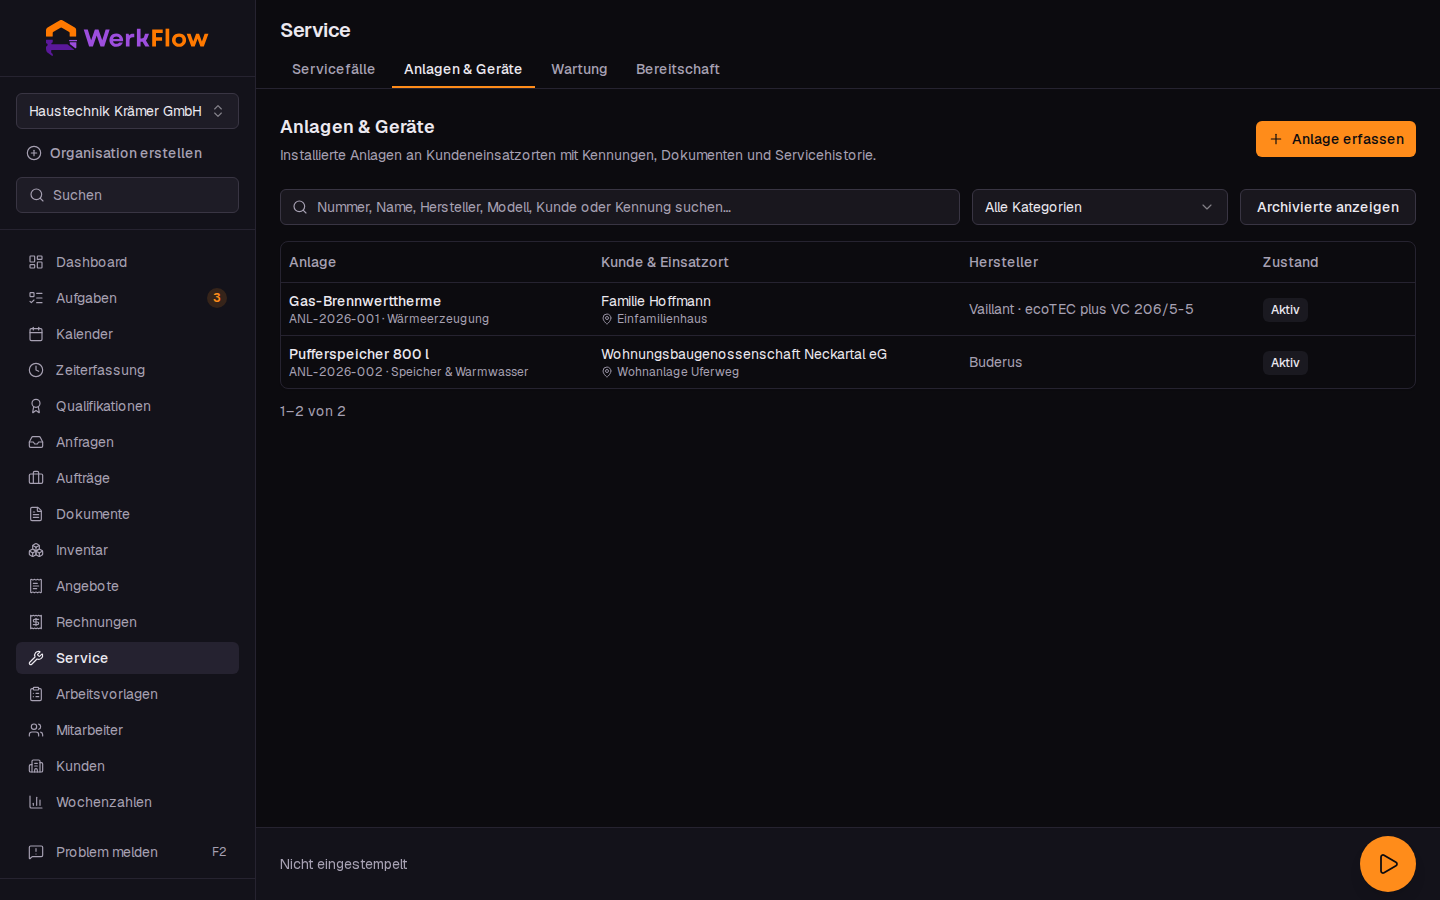 WerkFlow
Haustechnik Krämer GmbH
Organisation erstellen
Suchen
Dashboard
Aufgaben 3
Kalender
Zeiterfassung
Qualifikationen
Anfragen
Aufträge
Dokumente
Inventar
Angebote
Rechnungen
Service
Arbeitsvorlagen
Mitarbeiter
Kunden
Wochenzahlen
Problem melden F2
Service
Servicefälle Anlagen & Geräte Wartung Bereitschaft
Anlagen & Geräte
Installierte Anlagen an Kundeneinsatzorten mit Kennungen, Dokumenten und Servicehistorie.
Anlage erfassen
Nummer, Name, Hersteller, Modell, Kunde oder Kennung suchen...
Alle Kategorien
Archivierte anzeigen
Anlage Kunde & Einsatzort Hersteller Zustand
Gas-Brennwerttherme Familie Hoffmann Vaillant · ecoTEC plus VC 206/5-5 Aktiv
ANL-2026-001 · Wärmeerzeugung Einfamilienhaus
Pufferspeicher 800 l Wohnungsbaugenossenschaft Neckartal eG Buderus Aktiv
ANL-2026-002 · Speicher & Warmwasser Wohnanlage Uferweg
1–2 von 2
Nicht eingestempelt